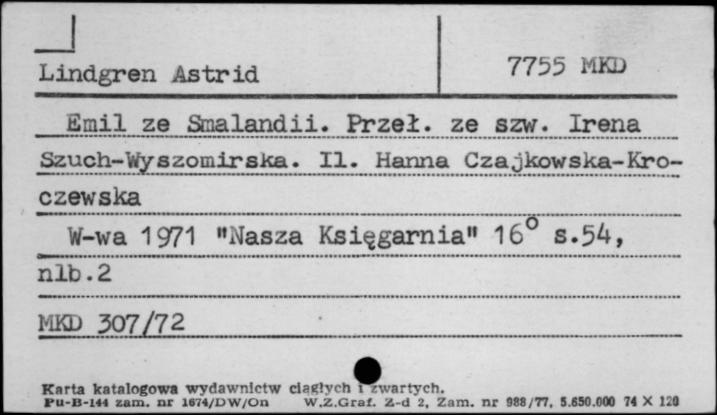 Lindgren Astrid 7755 MKD
Emil ze Smalandii. Przeł. ze szw. Irena
Szuch-Wyszomirska. Il. Hanna Czajkowska-Kro-
czewska
W-wa 1971 "Nasza Księgarnia" 16° s.54,
nlb.2
MKD 307/72
Karta katalogowa wydawnictw ciągłych i zwartych.
Pu-B-144 zam. nr 1674/DW/On W.Z.Graf. Z-d 2, Zam. nr 988/77, 5.650.000 74 X 120